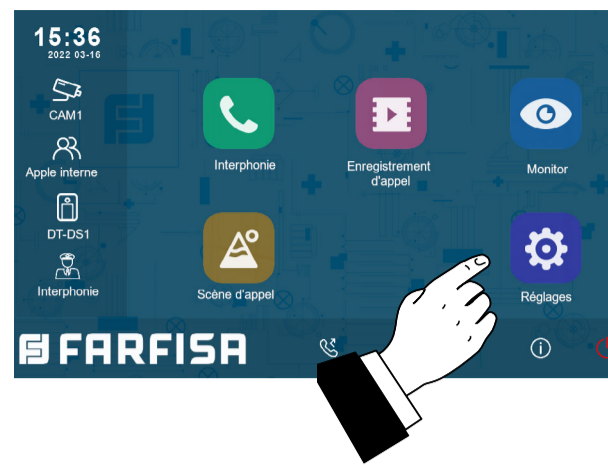 15:36
2022 03-16
CAM1
Apple interne
DT-DS1
Interphonie
Interphonie
Enregistrement
d'appel
Monitor
Scène d'appel
Réglages
FARFISA